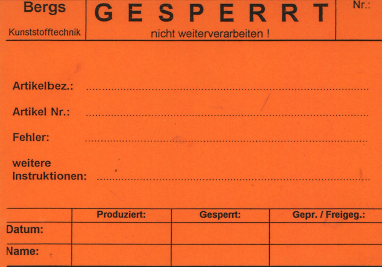 Bergs GESPERRT Nr.:
Kunststofftechnik nicht weiterverarbeiten !
Artikelbez.:
Artikel Nr.:
Fehler:
weitere
Instruktionen:
Produziert: Gesperrt: Gepr. / Freigeg.:
Datum:
Name: